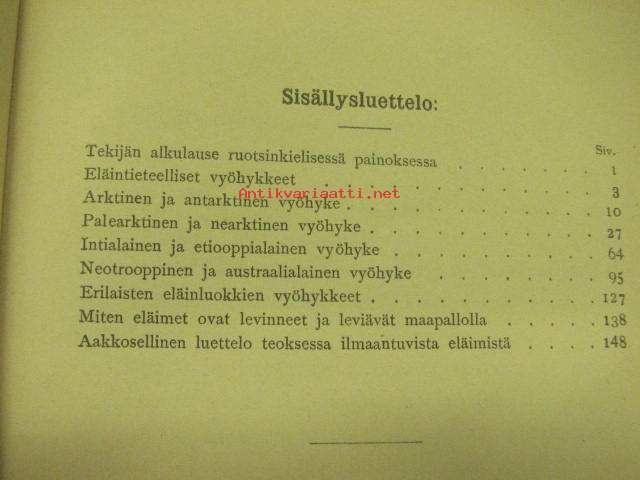 Sisällysluettelo:
Siv.
Tekijän alkulause ruotsinkielisessä painoksessa . . . . . 1
Eläintieteelliset vyöhykkeet . . . . . . . . . 3
Antikvariaatti.net
Arktinen ja antarktinen vyöhyke . . . . . . . . 10
Palearktinen ja nearktinen vyöhyke . . . . . . . 27
Intialainen ja etiooppialainen vyöhyke . . . . . . 64
Neotrooppinen ja austraalialainen vyöhyke . . . . . 95
Erilaisten eläinluokkien vyöhykkeet . . . . . . . 127
Miten eläimet ovat levinneet ja leviävät maapallolla . . . . 138
Aakkosellinen luettelo teoksessa ilmaantuvista eläimistä . . . 148